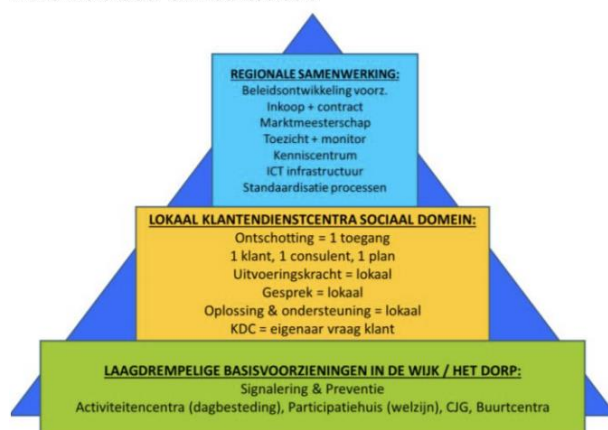 REGIONALE SAMENWERKING:
Beleidsontwikkeling voorz.
Inkoop + contract
Marktmeesterschap
Toezicht + monitor
Kenniscentrum
ICT infrastructuur
Standaardisatie processen
LOKAAL KLANTENDIENSTCENTRA SOCIAAL DOMEIN:
Ontschotting = 1 toegang
1 klant, 1 consulent, 1 plan
Uitvoeringskracht = lokaal
Gesprek = lokaal
Oplossing & ondersteuning = lokaal
KDC = eigenaar vraag klant
LAAGDREMPELIGE BASISVOORZIENINGEN IN DE WIJK / HET DORP:
Signalering & Preventie
Activiteitencentra (dagbesteding), Participatiehuis (welzijn), CJG, Buurtcentra